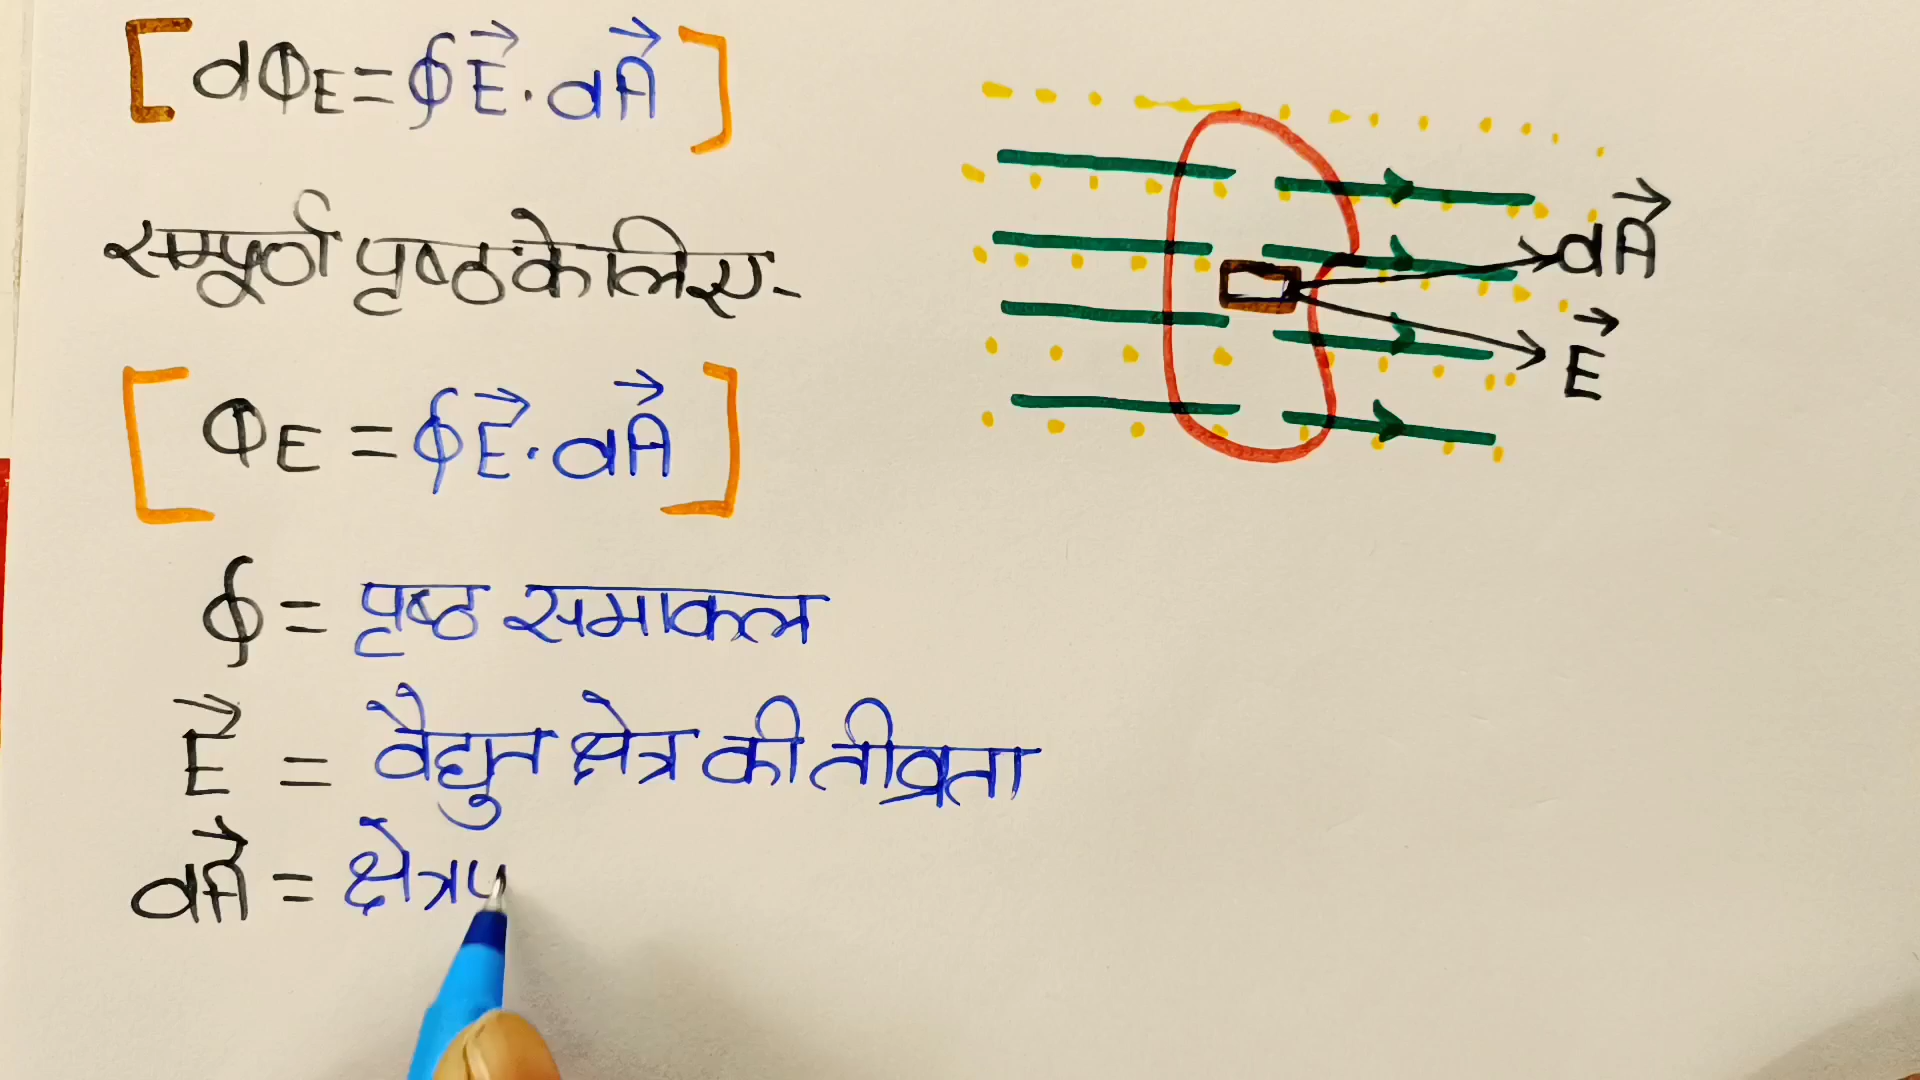 [dΦE = ∮E⃗ · dA⃗]
सम्पूर्ण पृष्ठ के लिए -
[ΦE = ∮E⃗ · dA⃗]
∮ = पृष्ठ समाकल
E⃗ = वैद्युत क्षेत्र की तीव्रता
dA⃗ = क्षेत्रप
dA⃗
E⃗